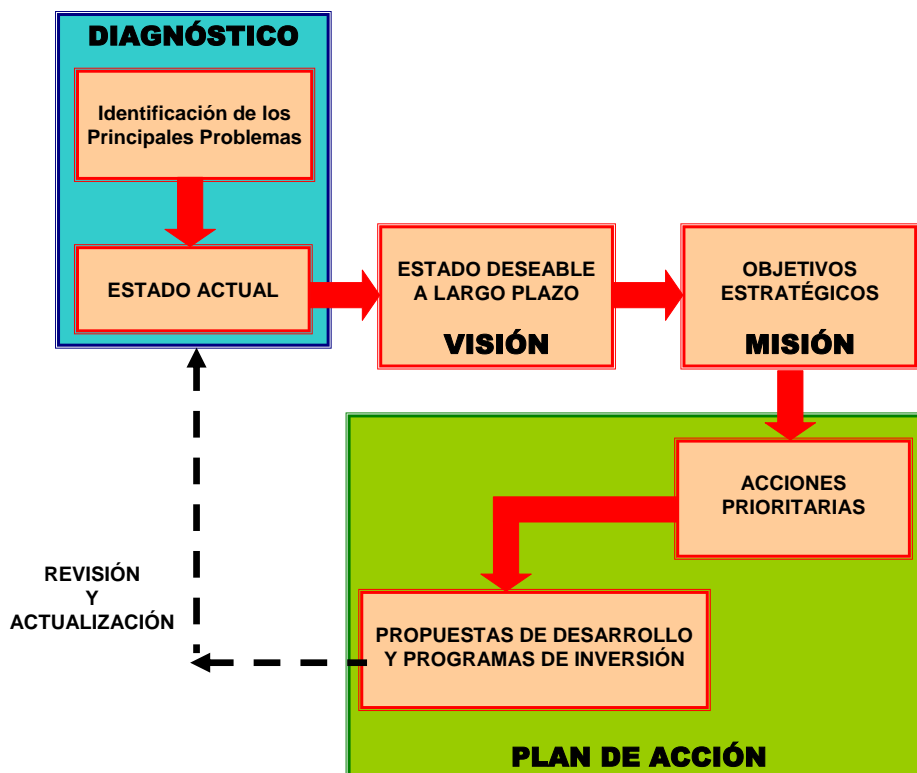 DIAGNÓSTICO
Identificación de los
Principales Problemas
ESTADO ACTUAL
ESTADO DESEABLE
A LARGO PLAZO
VISIÓN
OBJETIVOS
ESTRATÉGICOS
MISIÓN
ACCIONES
PRIORITARIAS
PROPUESTAS DE DESARROLLO
Y PROGRAMAS DE INVERSIÓN
PLAN DE ACCIÓN
REVISIÓN
Y
ACTUALIZACIÓN